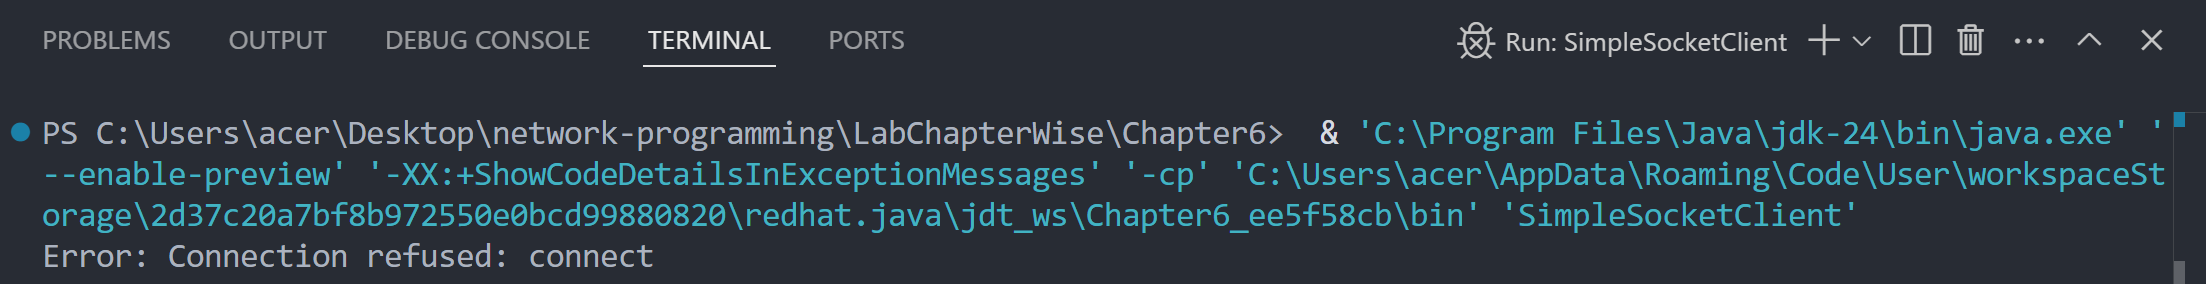 PROBLEMS OUTPUT DEBUG CONSOLE TERMINAL PORTS Run: SimpleSocketClient
PS C:\Users\acer\Desktop\network-programming\LabChapterWise\Chapter6>  & 'C:\Program Files\Java\jdk-24\bin\java.exe' '
--enable-preview' '-XX:+ShowCodeDetailsInExceptionMessages' '-cp' 'C:\Users\acer\AppData\Roaming\Code\User\workspaceSt
orage\2d37c20a7bf8b972550e0bcd99880820\redhat.java\jdt_ws\Chapter6_ee5f58cb\bin' 'SimpleSocketClient'
Error: Connection refused: connect